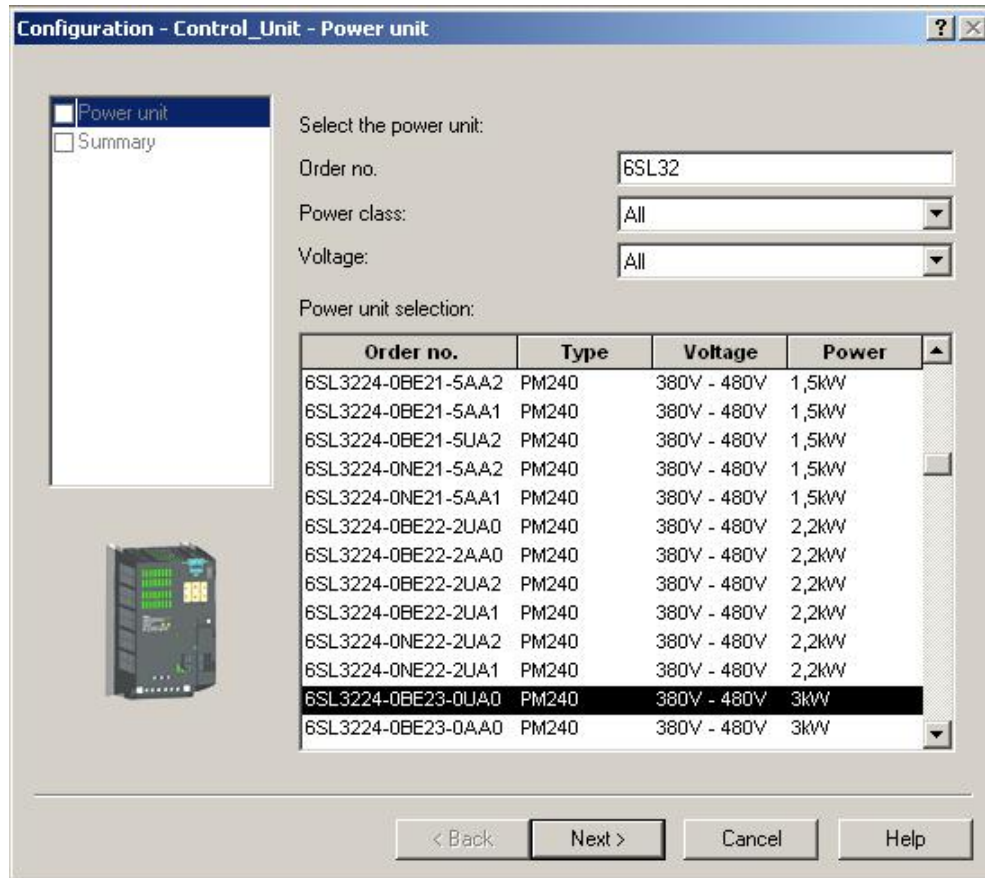 Configuration - Control_Unit - Power unit
Power unit
Summary
Select the power unit:
Order no. 6SL32
Power class: All
Voltage: All
Power unit selection:
Order no. Type Voltage Power
6SL3224-0BE21-5AA2 PM240 380V - 480V 1,5kW
6SL3224-0BE21-5AA1 PM240 380V - 480V 1,5kW
6SL3224-0BE21-5UA2 PM240 380V - 480V 1,5kW
6SL3224-0NE21-5AA2 PM240 380V - 480V 1,5kW
6SL3224-0NE21-5AA1 PM240 380V - 480V 1,5kW
6SL3224-0BE22-2UA0 PM240 380V - 480V 2,2kW
6SL3224-0BE22-2AA0 PM240 380V - 480V 2,2kW
6SL3224-0BE22-2UA2 PM240 380V - 480V 2,2kW
6SL3224-0BE22-2UA1 PM240 380V - 480V 2,2kW
6SL3224-0NE22-2UA2 PM240 380V - 480V 2,2kW
6SL3224-0NE22-2UA1 PM240 380V - 480V 2,2kW
6SL3224-0BE23-0UA0 PM240 380V - 480V 3kW
6SL3224-0BE23-0AA0 PM240 380V - 480V 3kW
< Back Next > Cancel Help